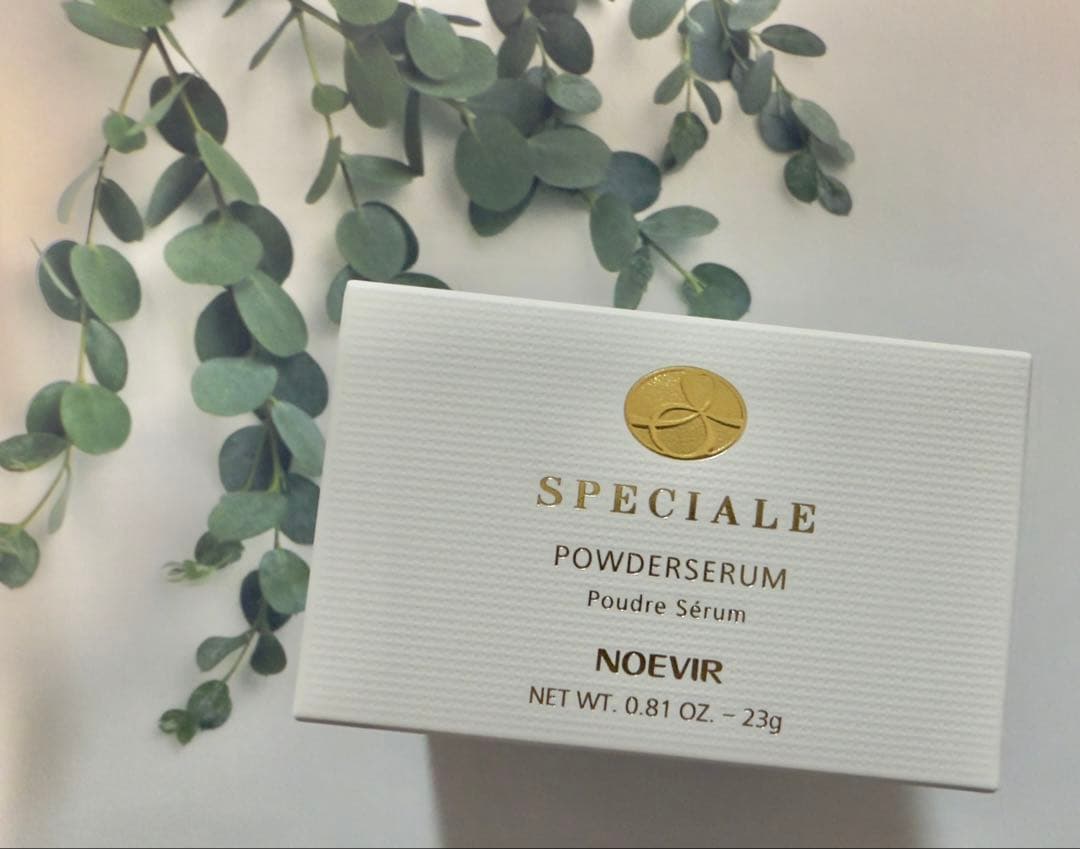 SPECIALE
POWDERSERUM
Poudre Sérum
NOEVIR
NET WT. 0.81 OZ. – 23g